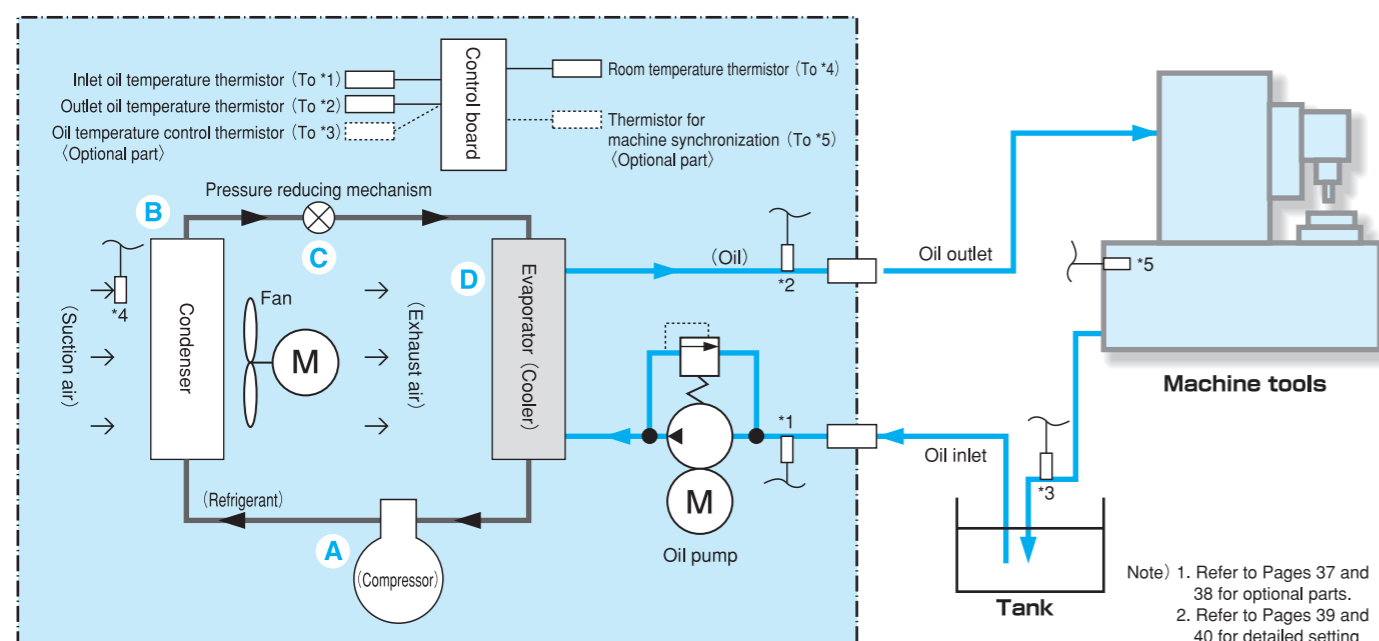 Inlet oil temperature thermistor (To *1)
Outlet oil temperature thermistor (To *2)
Oil temperature control thermistor (To *3)
〈Optional part〉
Control board
Room temperature thermistor (To *4)
Thermistor for
machine synchronization (To *5)
〈Optional part〉
Pressure reducing mechanism
B
C
D
(Suction air)
*4
Condenser
Fan
M
(Exhaust air)
Evaporator (Cooler)
(Oil)
*2
Oil outlet
*5
Machine tools
*1
Oil inlet
M
Oil pump
*3
Tank
(Refrigerant)
A
(Compressor)
Note) 1. Refer to Pages 37 and
38 for optional parts.
2. Refer to Pages 39 and
40 for detailed setting